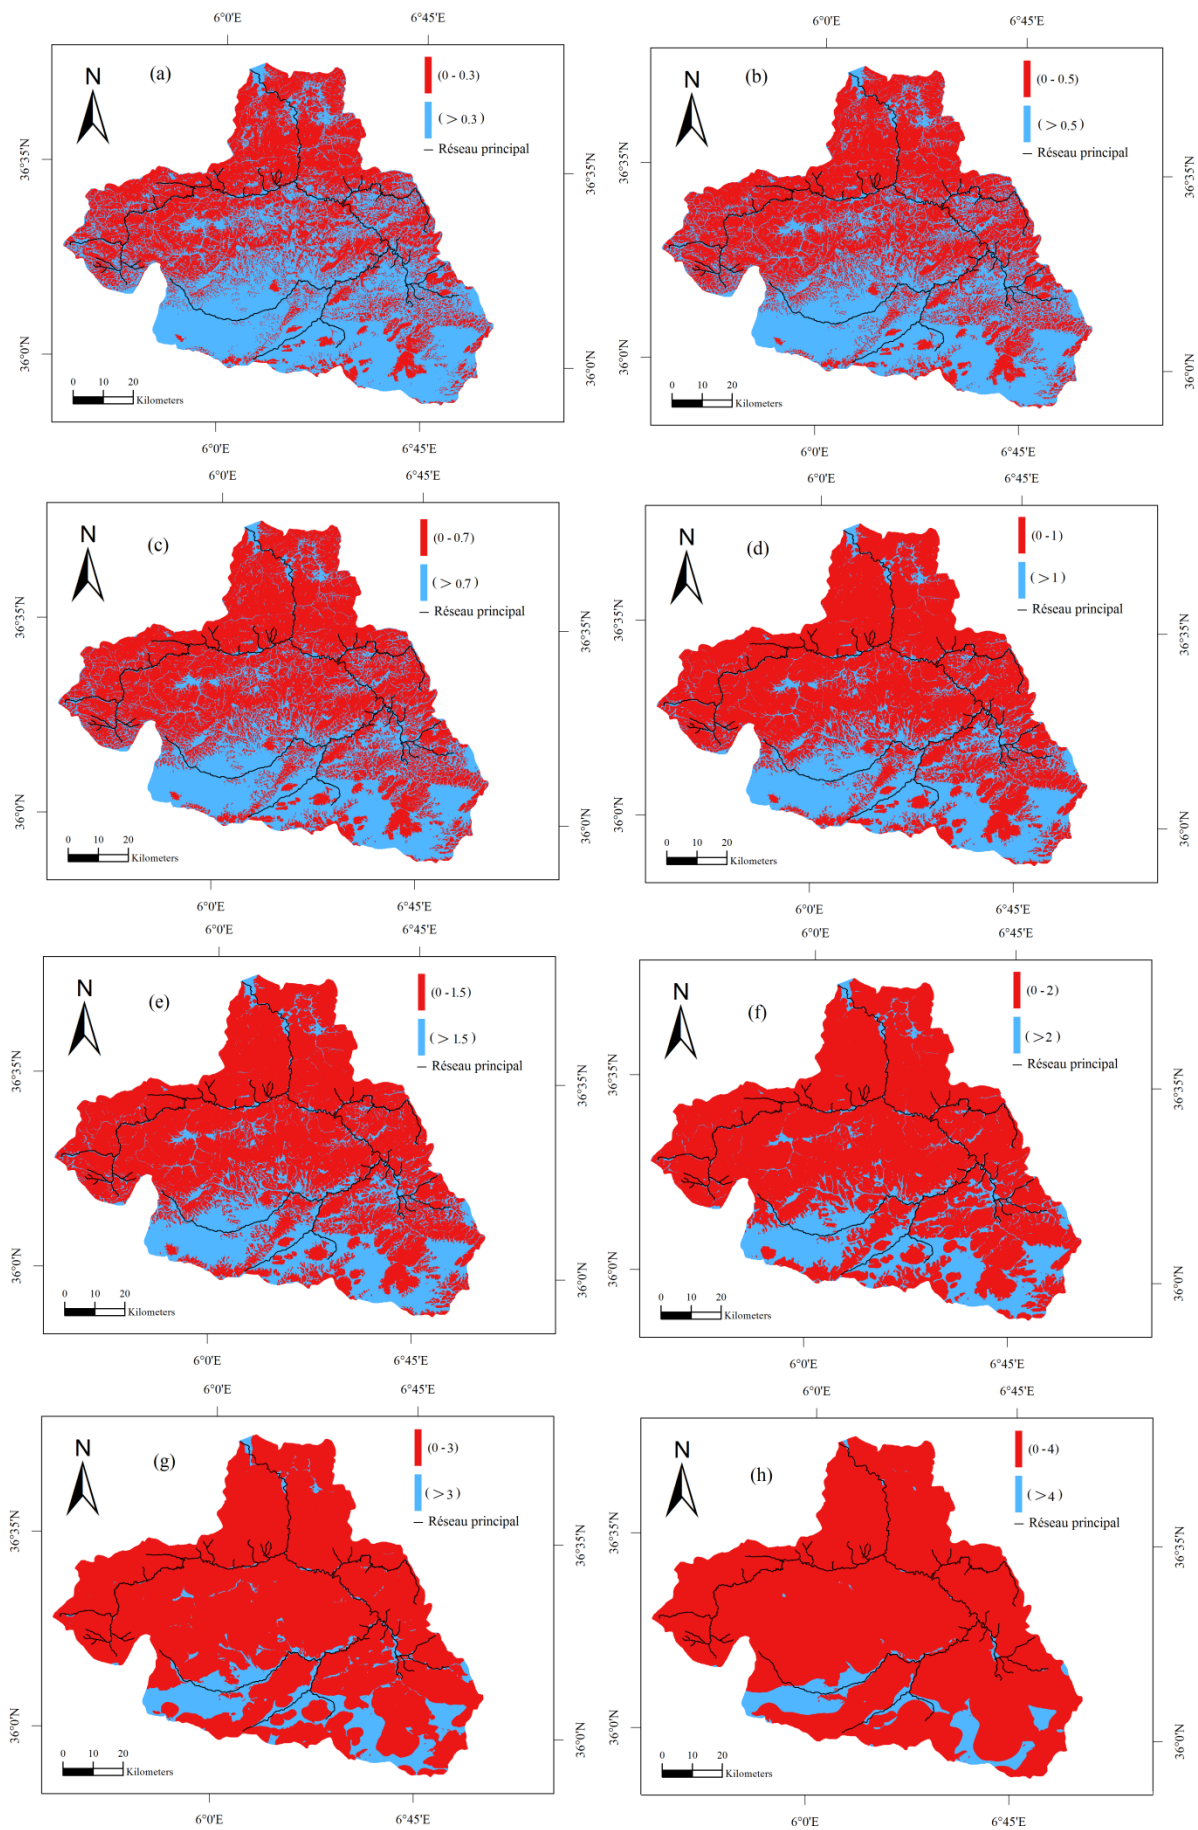 6°0'E 6°45'E
(a)
N
(0 - 0.3)
(> 0.3)
Réseau principal
36°35'N 36°35'N
36°0'N 36°0'N
0 10 20
Kilometers
6°0'E 6°45'E
6°0'E 6°45'E
(b)
N
(0 - 0.5)
(> 0.5)
Réseau principal
36°35'N 36°35'N
36°0'N 36°0'N
0 10 20
Kilometers
6°0'E 6°45'E
6°0'E 6°45'E
(c)
N
(0 - 0.7)
(> 0.7)
Réseau principal
36°35'N 36°35'N
36°0'N 36°0'N
0 10 20
Kilometers
6°0'E 6°45'E
6°0'E 6°45'E
(d)
N
(0 - 1)
(> 1)
Réseau principal
36°35'N 36°35'N
36°0'N 36°0'N
0 10 20
Kilometers
6°0'E 6°45'E
6°0'E 6°45'E
(e)
N
(0 - 1.5)
(> 1.5)
Réseau principal
36°35'N 36°35'N
36°0'N 36°0'N
0 10 20
Kilometers
6°0'E 6°45'E
6°0'E 6°45'E
(f)
N
(0 - 2)
(>2)
Réseau principal
36°35'N 36°35'N
36°0'N 36°0'N
0 10 20
Kilometers
6°0'E 6°45'E
6°0'E 6°45'E
(g)
N
(0 - 3)
(> 3)
Réseau principal
36°35'N 36°35'N
36°0'N 36°0'N
0 10 20
Kilometers
6°0'E 6°45'E
6°0'E 6°45'E
(h)
N
(0 -4)
(>4)
Réseau principal
36°35'N 36°35'N
36°0'N 36°0'N
0 10 20
Kilometers
6°0'E 6°45'E